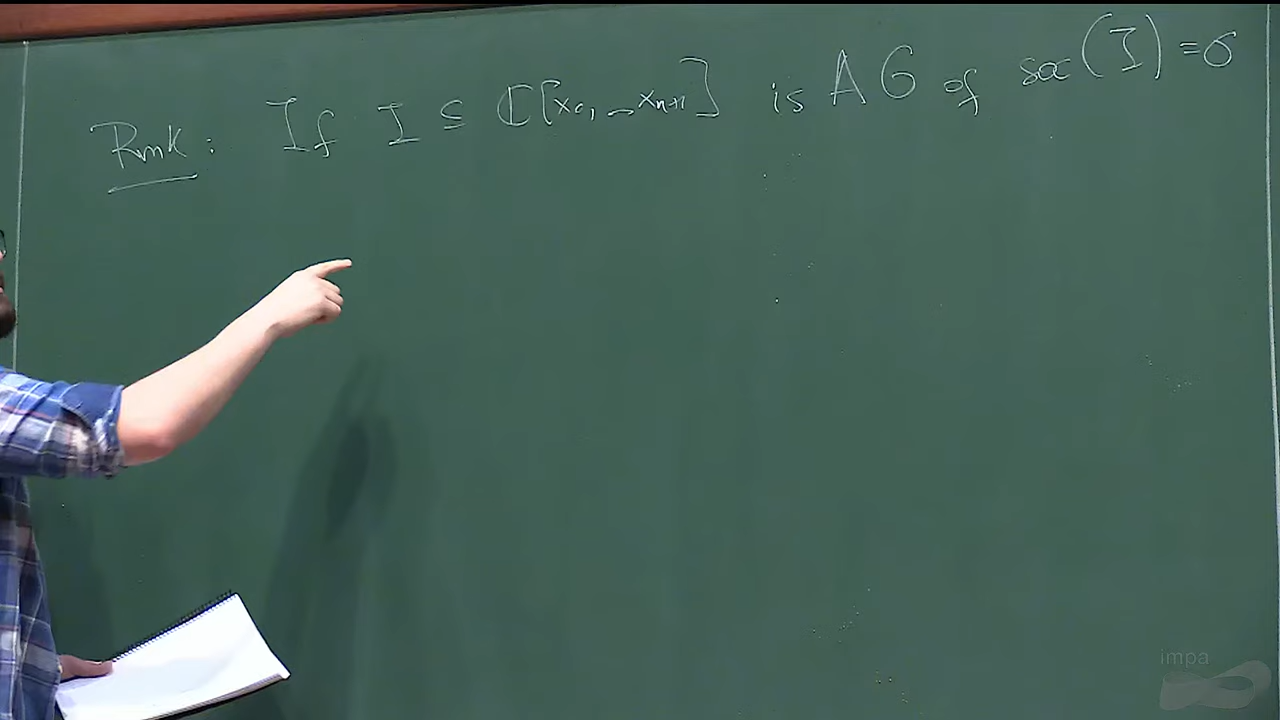 Rmk: If I ⊆ ℂ[x₀, ..., xₙ₊₁] is AG of soc(I) = σ
impa